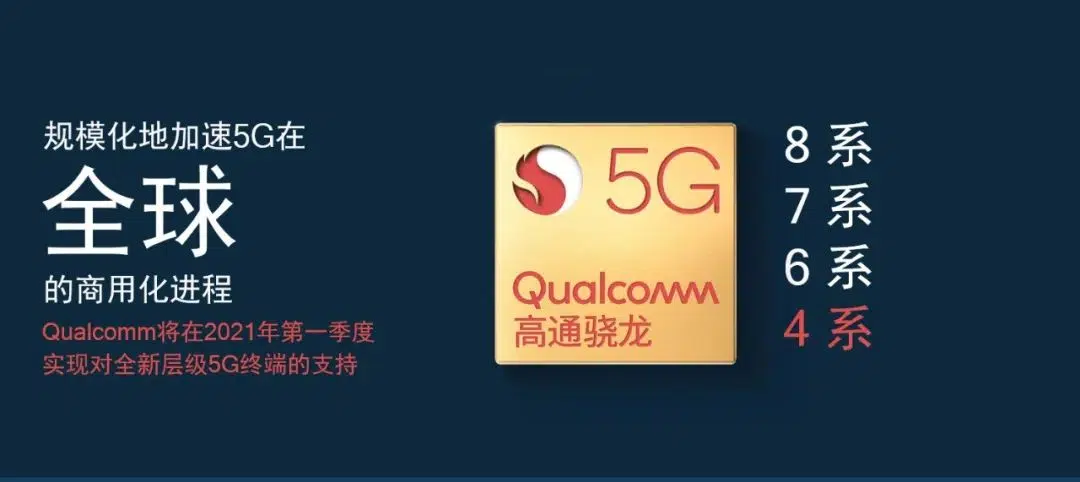 规模化地加速5G在
全球
的商用化进程
Qualcomm将在2021年第一季度
实现对全新层级5G终端的支持
5G
Qualcomm
高通骁龙
8 系
7 系
6 系
4 系